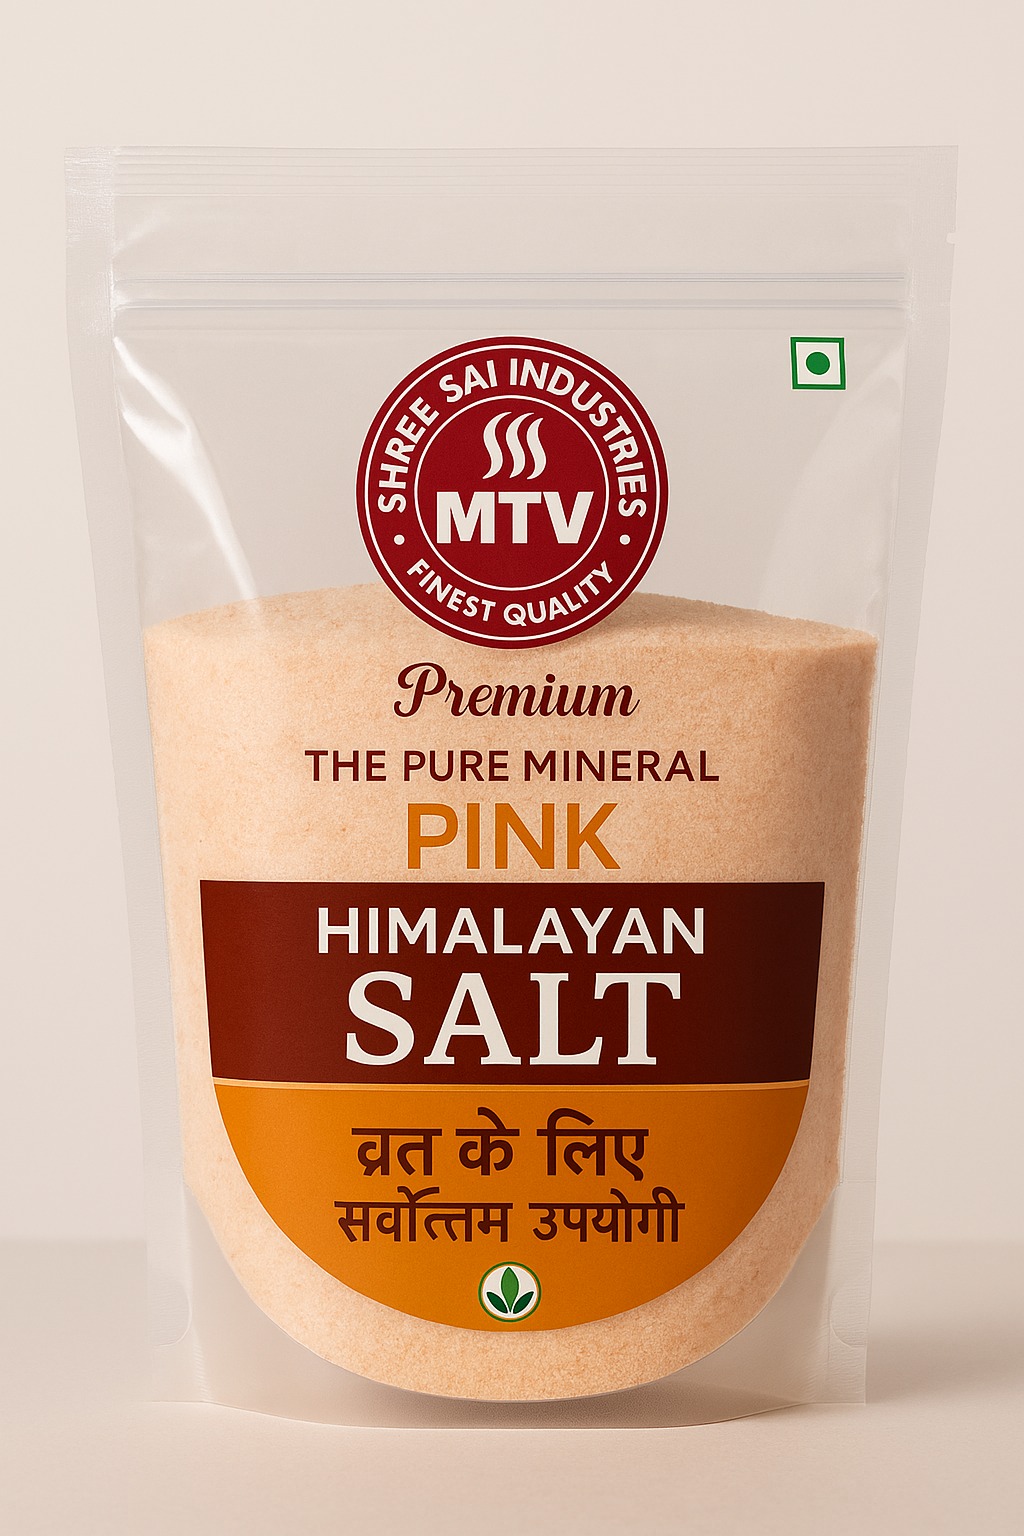 SHREE SAI INDUSTRIES
MTV
FINEST QUALITY
Premium
THE PURE MINERAL
PINK
HIMALAYAN
SALT
व्रत के लिए
सर्वोत्तम उपयोगी